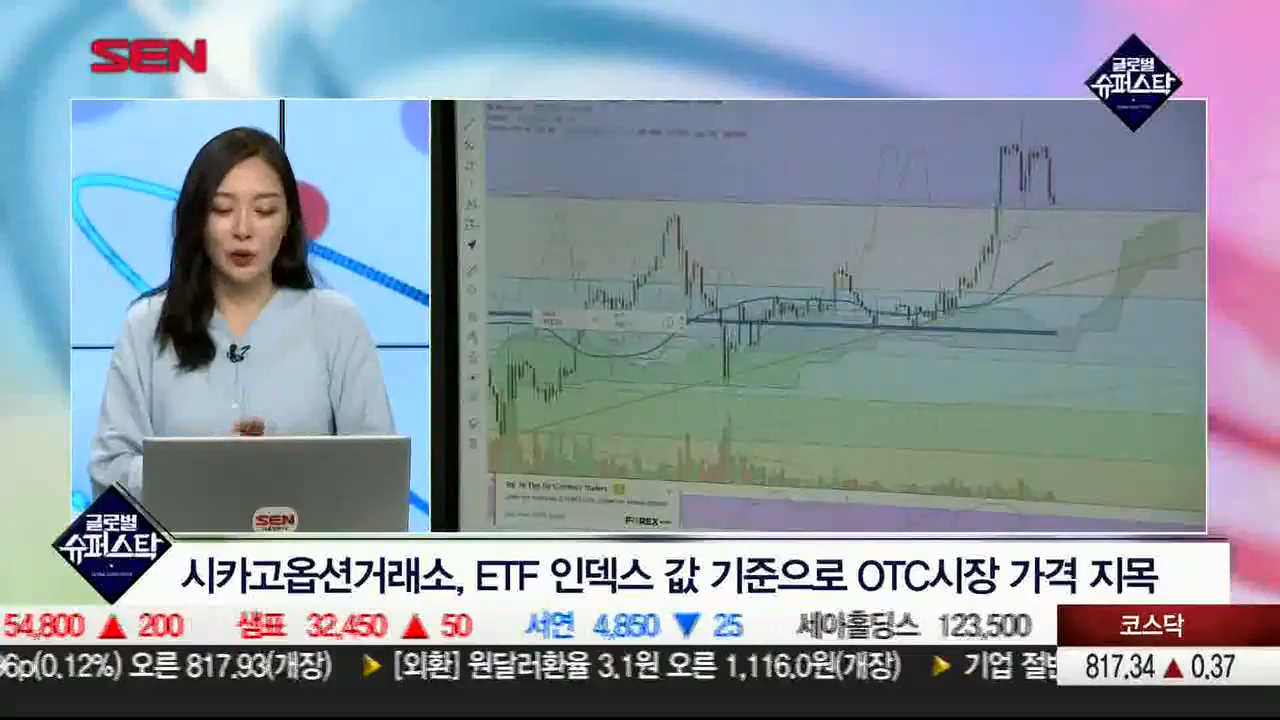 SEN
글로벌
슈퍼스탁
FOREX
SEN
글로벌
슈퍼스탁
시카고옵션거래소, ETF 인덱스 값 기준으로 OTC시장 가격 지목
54,800 ▲ 200 샘표 32,450 ▲ 50 서연 4,850 ▼ 25 세아홀딩스 123,500
코스닥
6p(0.12%) 오른 817.93(개장) [외환] 원달러환율 3.1원 오른 1,116.0원(개장) 기업
817.34 ▲ 0.37